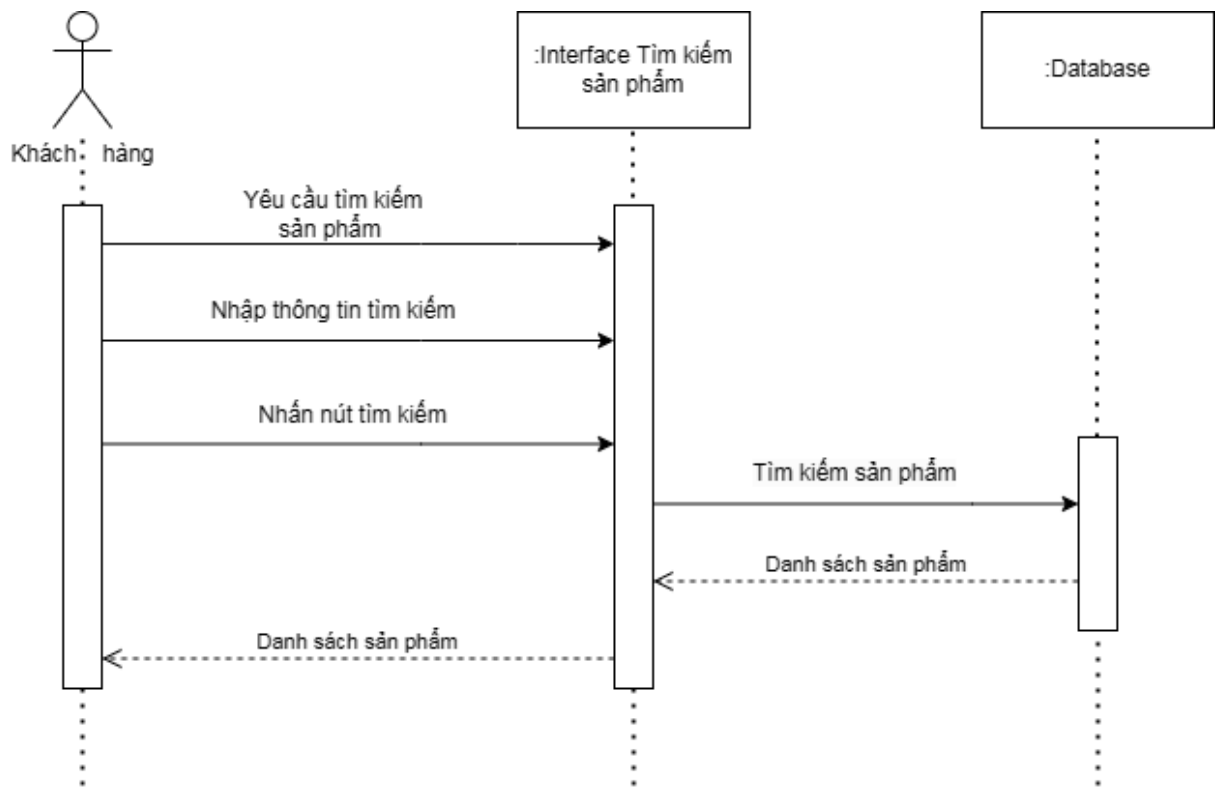 :Interface Tìm kiếm
sản phẩm
:Database
Khách hàng
Yêu cầu tìm kiếm
sản phẩm
Nhập thông tin tìm kiếm
Nhấn nút tìm kiếm
Tìm kiếm sản phẩm
Danh sách sản phẩm
Danh sách sản phẩm